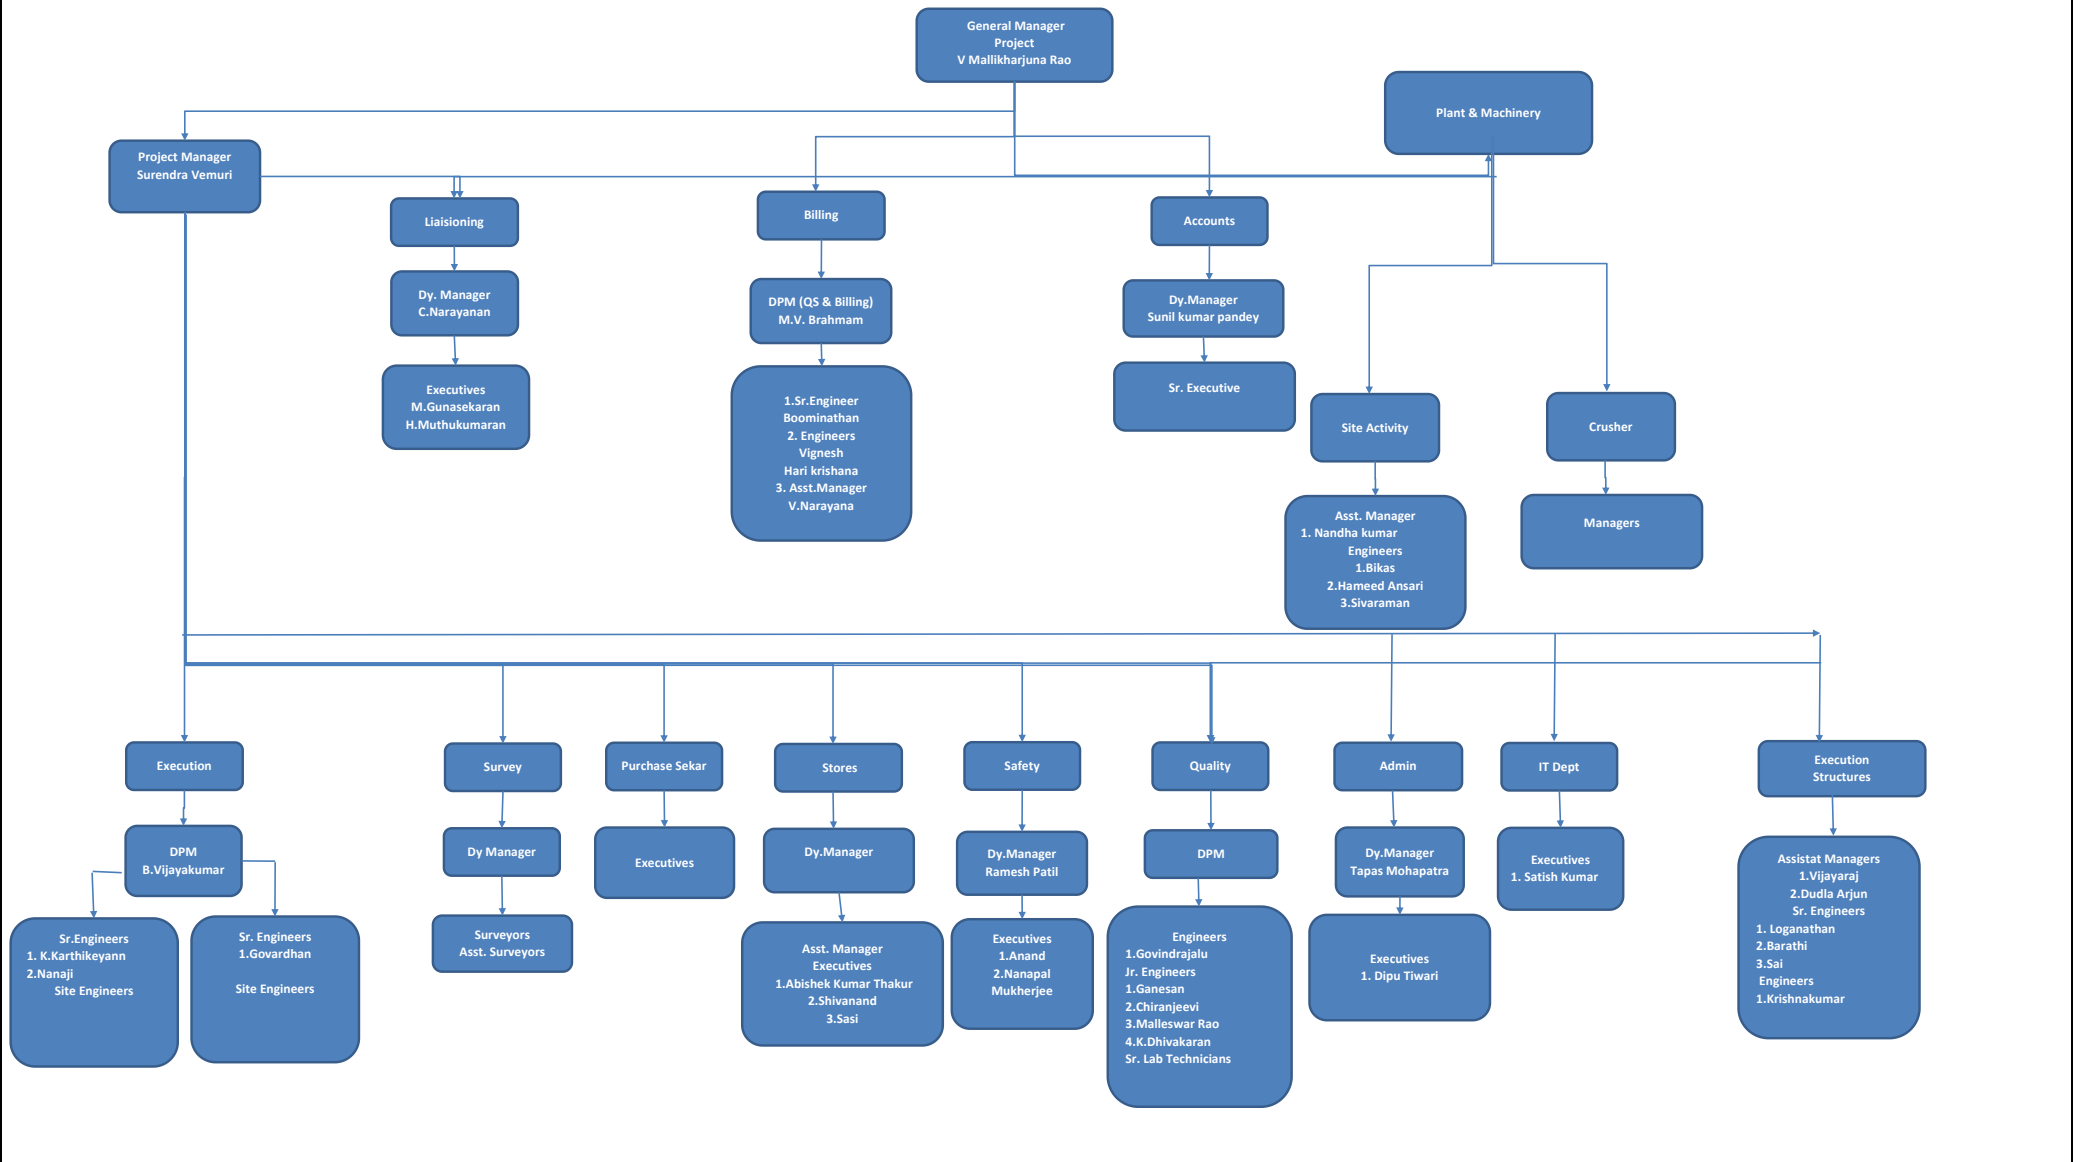 General Manager
Project
V Mallikharjuna Rao
Plant & Machinery
Project Manager
Surendra Vemuri
Liaisioning
Billing
Accounts
Dy. Manager
C.Narayanan
DPM (QS & Billing)
M.V. Brahmam
Dy.Manager
Sunil kumar pandey
Executives
M.Gunasekaran
H.Muthukumaran
1.Sr.Engineer
Boominathan
2. Engineers
Vignesh
Hari krishana
3. Asst.Manager
V.Narayana
Sr. Executive
Site Activity
Crusher
Asst. Manager
1. Nandha kumar
Engineers
1.Bikas
2.Hameed Ansari
3.Sivaraman
Managers
Execution
Survey
Purchase Sekar
Stores
Safety
Quality
Admin
IT Dept
Execution
Structures
DPM
B.Vijayakumar
Dy Manager
Executives
Dy.Manager
Dy.Manager
Ramesh Patil
DPM
Dy.Manager
Tapas Mohapatra
Executives
1. Satish Kumar
Assistat Managers
1.Vijayaraj
2.Dudla Arjun
Sr. Engineers
1. Loganathan
2.Barathi
3.Sai
Engineers
1.Krishnakumar
Sr.Engineers
1. K.Karthikeyann
2.Nanaji
Site Engineers
Sr. Engineers
1.Govardhan
Site Engineers
Surveyors
Asst. Surveyors
Asst. Manager
Executives
1.Abishek Kumar Thakur
2.Shivanand
3.Sasi
Executives
1.Anand
2.Nanapal
Mukherjee
Engineers
1.Govindrajalu
Jr. Engineers
1.Ganesan
2.Chiranjeevi
3.Malleswar Rao
4.K.Dhivakaran
Sr. Lab Technicians
Executives
1. Dipu Tiwari